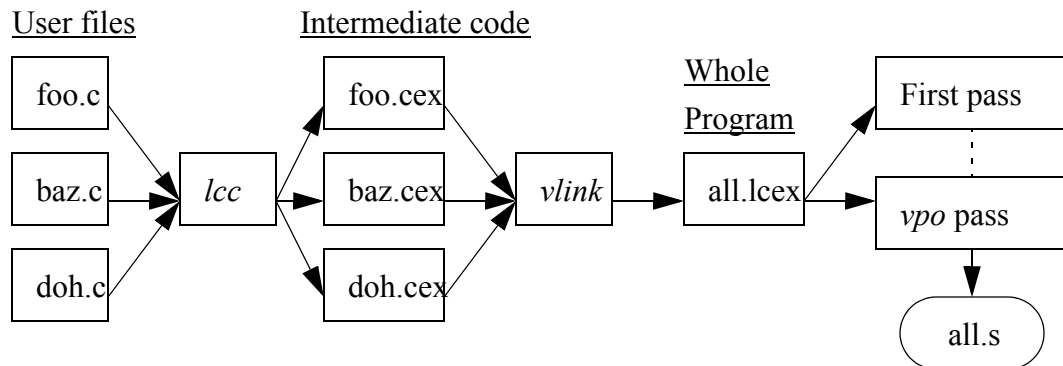 User files
Intermediate code
Whole
Program
foo.c
foo.cex
First pass
baz.c
lcc
baz.cex
vlink
all.lcex
vpo pass
doh.c
doh.cex
all.s